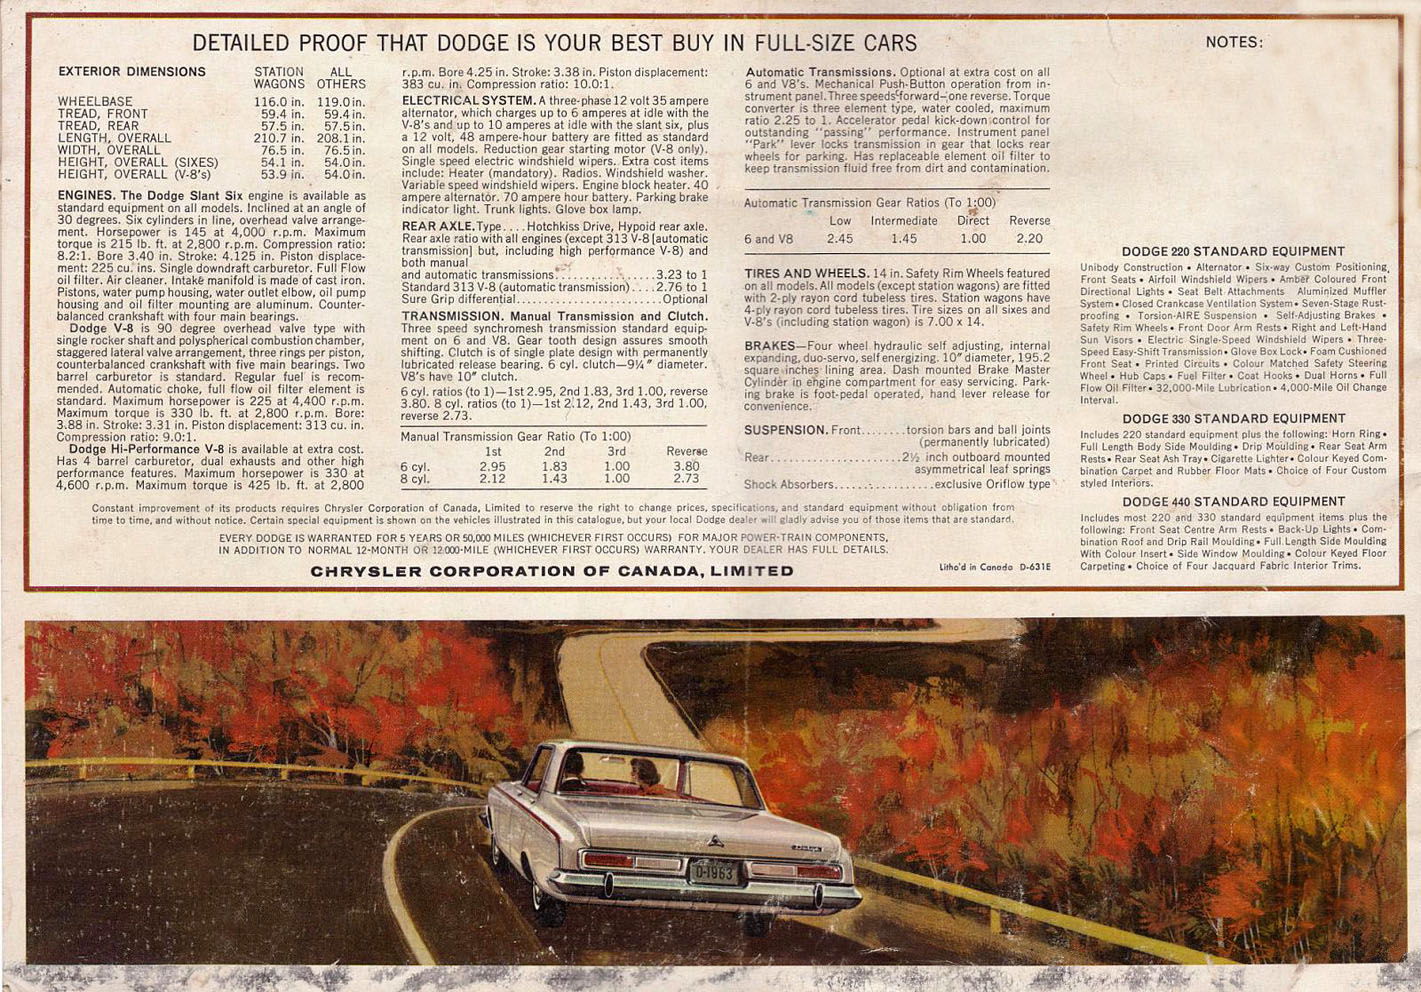 DETAILED PROOF THAT DODGE IS YOUR BEST BUY IN FULL-SIZE CARS
EXTERIOR DIMENSIONS STATION WAGONS ALL OTHERS
WHEELBASE 116.0 in. 119.0 in.
TREAD, FRONT 59.4 in. 59.4 in.
TREAD, REAR 57.5 in. 57.5 in.
LENGTH, OVERALL 210.7 in. 208.1 in.
WIDTH, OVERALL 76.5 in. 76.5 in.
HEIGHT, OVERALL (SIXES) 54.1 in. 54.0 in.
HEIGHT, OVERALL (V-8's) 53.9 in. 54.0 in.
ENGINES. The Dodge Slant Six engine is available as
standard equipment on all models. Inclined at an angle of
30 degrees. Six cylinders in line, overhead valve arrange-
ment. Horsepower is 145 at 4,000 r.p.m. Maximum
torque is 215 lb. ft. at 2,800 r.p.m. Compression ratio:
8.2:1. Bore 3.40 in. Stroke: 4.125 in. Piston displace-
ment: 225 cu. ins. Single downdraft carburetor. Full Flow
oil filter. Air cleaner. Intake manifold is made of cast iron.
Pistons, water pump housing, water outlet elbow, oil pump
housing and oil filter mounting are aluminum. Counter-
balanced crankshaft with four main bearings.
Dodge V-8 is 90 degree overhead valve type with
single rocker shaft and polyspherical combustion chamber,
staggered lateral valve arrangement, three rings per piston,
counterbalanced crankshaft with five main bearings. Two
barrel carburetor is standard. Regular fuel is recom-
mended. Automatic choke, full flow oil filter element is
standard. Maximum horsepower is 225 at 4,400 r.p.m.
Maximum torque is 330 lb. ft. at 2,800 r.p.m. Bore:
3.88 in. Stroke: 3.31 in. Piston displacement: 313 cu. in.
Compression ratio: 9.0:1.
Dodge Hi-Performance V-8 is available at extra cost.
Has 4 barrel carburetor, dual exhausts and other high
performance features. Maximum horsepower is 330 at
4,600 r.p.m. Maximum torque is 425 lb. ft. at 2,800
r.p.m. Bore 4.25 in. Stroke: 3.38 in. Piston displacement:
383 cu. in. Compression ratio: 10.0:1.
ELECTRICAL SYSTEM. A three-phase 12 volt 35 ampere
alternator, which charges up to 6 amperes at idle with the
V-8's and up to 10 amperes at idle with the slant six, plus
a 12 volt, 48 ampere-hour battery are fitted as standard
on all models. Reduction gear starting motor (V-8 only).
Single speed electric windshield wipers. Extra cost items
include: Heater (mandatory). Radios. Windshield washer.
Variable speed windshield wipers. Engine block heater. 40
ampere alternator. 70 ampere hour battery. Parking brake
indicator light. Trunk lights. Glove box lamp.
REAR AXLE. Type....Hotchkiss Drive, Hypoid rear axle.
Rear axle ratio with all engines (except 313 V-8 [automatic
transmission] but, including high performance V-8) and
both manual
and automatic transmissions...............3.23 to 1
Standard 313 V-8 (automatic transmission)....2.76 to 1
Sure Grip differential......................Optional
TRANSMISSION. Manual Transmission and Clutch.
Three speed synchromesh transmission standard equip-
ment on 6 and V8. Gear tooth design assures smooth
shifting. Clutch is of single plate design with permanently
lubricated release bearing. 6 cyl. clutch—9¼" diameter.
V8's have 10" clutch.
6 cyl. ratios (to 1)—1st 2.95, 2nd 1.83, 3rd 1.00, reverse
3.80. 8 cyl. ratios (to 1)—1st 2.12, 2nd 1.43, 3rd 1.00,
reverse 2.73.
Manual Transmission Gear Ratio (To 1:00)
1st 2nd 3rd Reverse
6 cyl. 2.95 1.83 1.00 3.80
8 cyl. 2.12 1.43 1.00 2.73
Automatic Transmissions. Optional at extra cost on all
6 and V8's. Mechanical Push-Button operation from in-
strument panel. Three speeds forward—one reverse. Torque
converter is three element type, water cooled, maximum
ratio 2.25 to 1. Accelerator pedal kick-down control for
outstanding "passing" performance. Instrument panel
"Park" lever locks transmission in gear that locks rear
wheels for parking. Has replaceable element oil filter to
keep transmission fluid free from dirt and contamination.
Automatic Transmission Gear Ratios (To 1:00)
Low Intermediate Direct Reverse
6 and V8 2.45 1.45 1.00 2.20
TIRES AND WHEELS. 14 in. Safety Rim Wheels featured
on all models. All models (except station wagons) are fitted
with 2-ply rayon cord tubeless tires. Station wagons have
4-ply rayon cord tubeless tires. Tire sizes on all sixes and
V-8's (including station wagon) is 7.00 x 14.
BRAKES—Four wheel hydraulic self adjusting, internal
expanding, duo-servo, self energizing. 10" diameter, 195.2
square inches lining area. Dash mounted Brake Master
Cylinder in engine compartment for easy servicing. Park-
ing brake is foot-pedal operated, hand lever release for
convenience.
SUSPENSION. Front........torsion bars and ball joints
(permanently lubricated)
Rear.......................2½ inch outboard mounted
asymmetrical leaf springs
Shock Absorbers...............exclusive Oriflow type
NOTES:
DODGE 220 STANDARD EQUIPMENT
Unibody Construction • Alternator • Six-way Custom Positioning,
Front Seats • Airfoil Windshield Wipers • Amber Coloured Front
Directional Lights • Seat Belt Attachments Aluminized Muffler
System • Closed Crankcase Ventilation System • Seven-Stage Rust-
proofing • Torsion-AIRE Suspension • Self-Adjusting Brakes •
Safety Rim Wheels • Front Door Arm Rests • Right and Left-Hand
Sun Visors • Electric Single-Speed Windshield Wipers • Three-
Speed Easy-Shift Transmission • Glove Box Lock • Foam Cushioned
Front Seat • Printed Circuits • Colour Matched Safety Steering
Wheel • Hub Caps • Fuel Filter • Coat Hooks • Dual Horns • Full
Flow Oil Filter • 32,000-Mile Lubrication • 4,000-Mile Oil Change
Interval.
DODGE 330 STANDARD EQUIPMENT
Includes 220 standard equipment plus the following: Horn Ring •
Full Length Body Side Moulding • Drip Moulding • Rear Seat Arm
Rests • Rear Seat Ash Tray • Cigarette Lighter • Colour Keyed Com-
bination Carpet and Rubber Floor Mats • Choice of Four Custom
styled Interiors.
DODGE 440 STANDARD EQUIPMENT
Includes most 220 and 330 standard equipment items plus the
following: Front Seat Centre Arm Rests • Back-Up Lights • Com-
bination Roof and Drip Rail Moulding • Full Length Side Moulding
With Colour Insert • Side Window Moulding • Colour Keyed Floor
Carpeting • Choice of Four Jacquard Fabric Interior Trims.
Constant improvement of its products requires Chrysler Corporation of Canada, Limited to reserve the right to change prices, specifications, and standard equipment without obligation from
time to time, and without notice. Certain special equipment is shown on the vehicles illustrated in this catalogue, but your local Dodge dealer will gladly advise you of those items that are standard.
EVERY DODGE IS WARRANTED FOR 5 YEARS OR 50,000 MILES (WHICHEVER FIRST OCCURS) FOR MAJOR POWER-TRAIN COMPONENTS,
IN ADDITION TO NORMAL 12-MONTH OR 12,000-MILE (WHICHEVER FIRST OCCURS) WARRANTY. YOUR DEALER HAS FULL DETAILS.
CHRYSLER CORPORATION OF CANADA, LIMITED
Litho'd in Canada D-631E
Dodge
D-1963